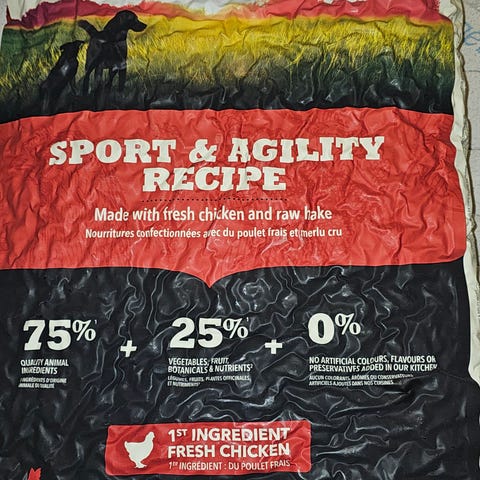 SPORT & AGILITY
RECIPE
Made with fresh chicken and raw hake
Nourritures confectionnées avec du poulet frais et merlu cru
75%
+
25%
+
0%
QUALITY ANIMAL
INGREDIENTS
INGRÉDIENTS D'ORIGINE
ANIMALE DE QUALITÉ
VEGETABLES, FRUIT,
BOTANICALS & NUTRIENTS
LÉGUMES, FRUITS, PLANTES OFFICINALES,
ET NUTRIMENTS
NO ARTIFICIAL COLOURS, FLAVOURS OR
PRESERVATIVES ADDED IN OUR KITCHEN
AUCUN COLORANTS, ARÔMES OU CONSERVATEURS
ARTIFICIELS AJOUTÉS DANS NOS CUISINES
1ST INGREDIENT
FRESH CHICKEN
1ER INGRÉDIENT : DU POULET FRAIS